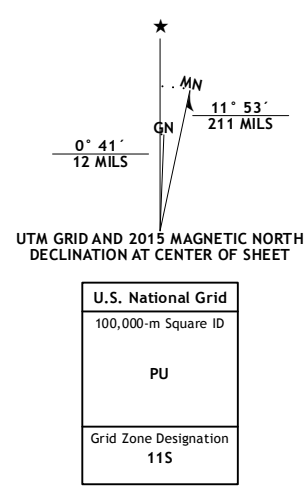 MN
GN
11° 53´
211 MILS
0° 41´
12 MILS
UTM GRID AND 2015 MAGNETIC NORTH
DECLINATION AT CENTER OF SHEET
U.S. National Grid
100,000-m Square ID
PU
Grid Zone Designation
11S